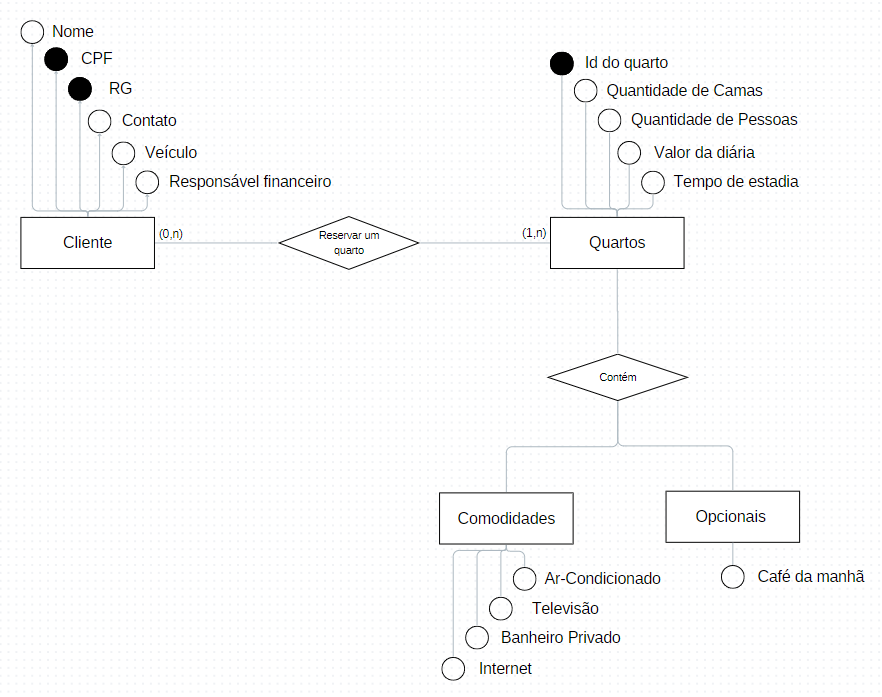 Nome
CPF
RG
Contato
Veículo
Responsável financeiro
Id do quarto
Quantidade de Camas
Quantidade de Pessoas
Valor da diária
Tempo de estadia
Cliente
(0,n)
Reservar um
quarto
(1,n)
Quartos
Contém
Comodidades
Opcionais
Ar-Condicionado
Televisão
Banheiro Privado
Internet
Café da manhã